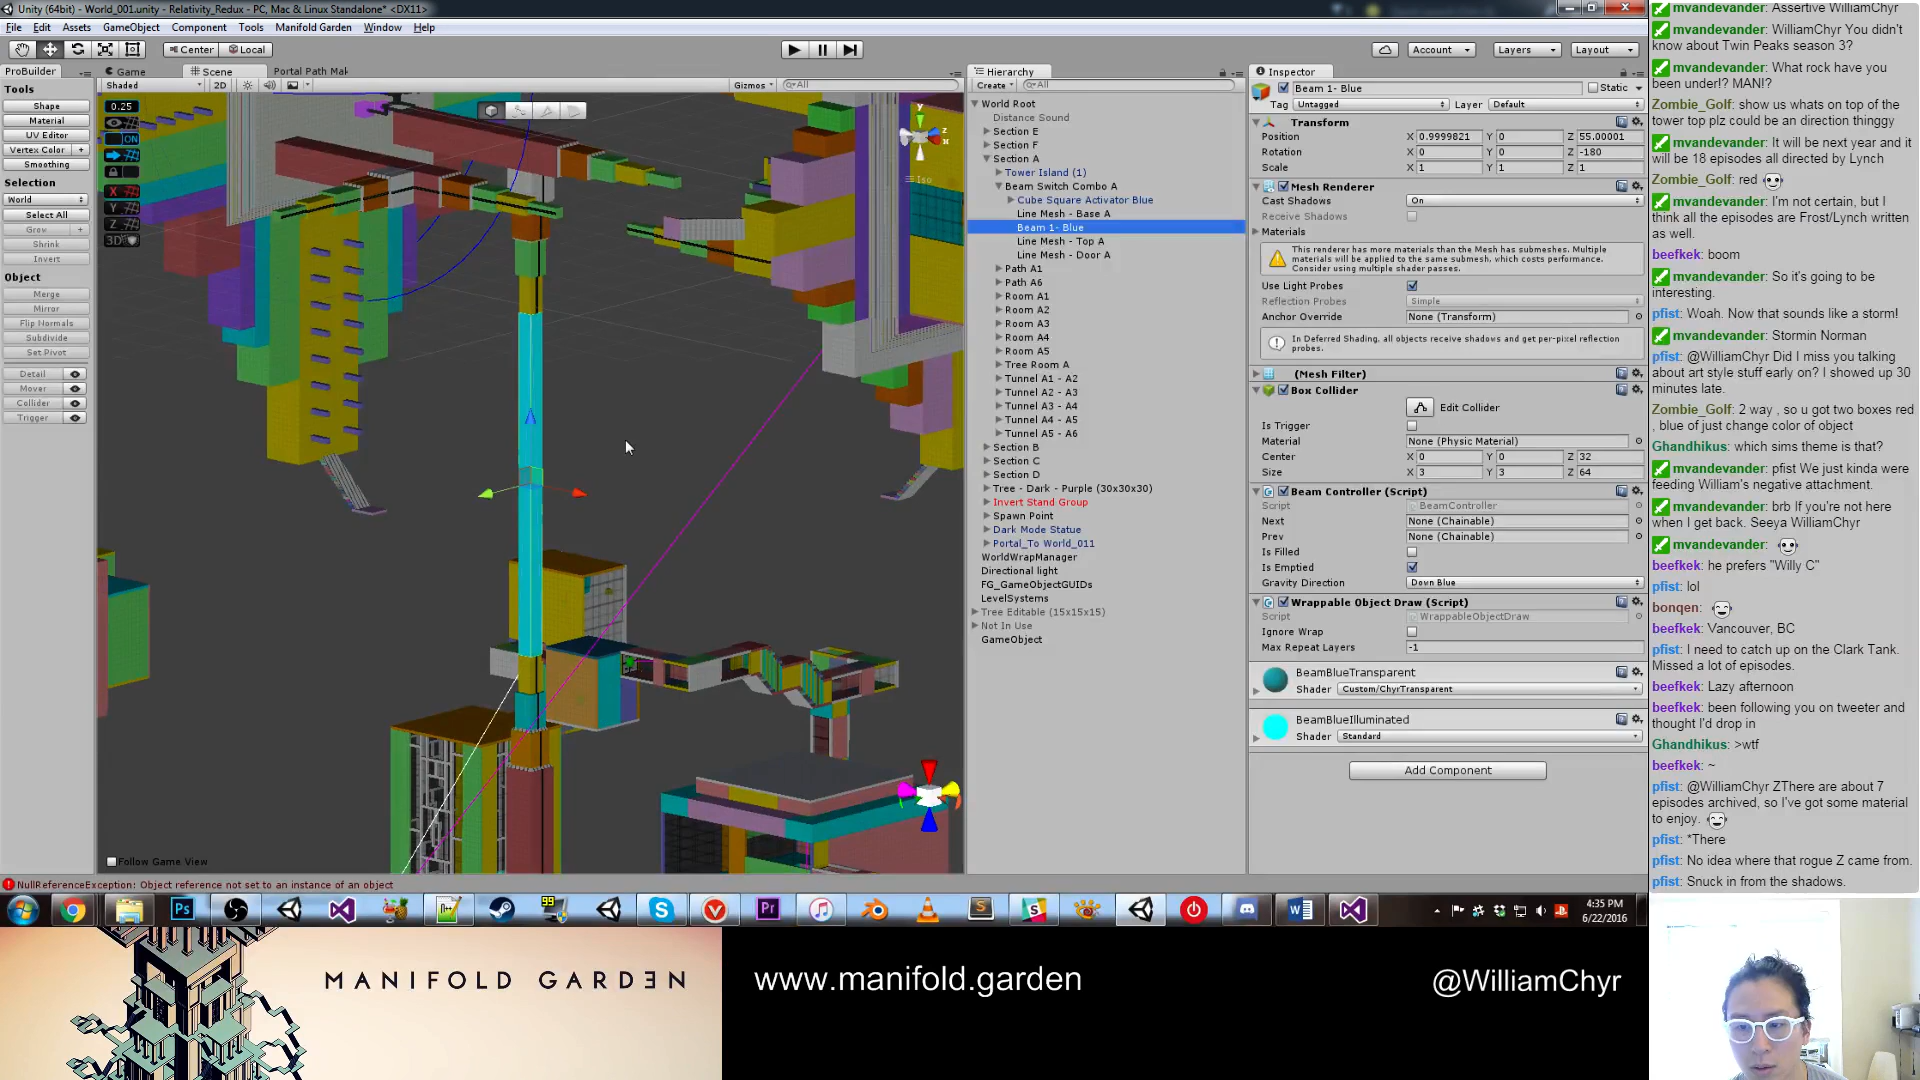 Unity (64bit) - World_001.unity - Relativity_Redux - PC, Mac & Linux Standalone* <DX11>
File Edit Assets GameObject Component Tools Manifold Garden Window Help
Center Local Account Layers Layout
ProBuilder
Game Scene Portal Path Mak
Shaded 2D Gizmos All
Tools
Shape
Material
UV Editor
Vertex Color +
Smoothing
Selection
World
Select All
Grow +
Shrink
Invert
Object
Merge
Mirror
Flip Normals
Subdivide
Set Pivot
Detail
Mover
Collider
Trigger
0.25
ON
X
Y
Z
3D
y
z
x
Iso
Follow Game View
Hierarchy
Create All
World Root
Distance Sound
Section E
Section F
Section A
Tower Island (1)
Beam Switch Combo A
Cube Square Activator Blue
Line Mesh - Base A
Beam 1- Blue
Line Mesh - Top A
Line Mesh - Door A
Path A1
Path A6
Room A1
Room A2
Room A3
Room A4
Room A5
Tree Room A
Tunnel A1 - A2
Tunnel A2 - A3
Tunnel A3 - A4
Tunnel A4 - A5
Tunnel A5 - A6
Section B
Section C
Section D
Tree - Dark - Purple (30x30x30)
Invert Stand Group
Spawn Point
Dark Mode Statue
Portal_To World_011
WorldWrapManager
Directional light
FG_GameObjectGUIDs
LevelSystems
Tree Editable (15x15x15)
Not In Use
GameObject
Inspector
Beam 1- Blue Static
Tag Untagged Layer Default
Transform
Position X 0.9999821 Y 0 Z 55.00001
Rotation X 0 Y 0 Z -180
Scale X 1 Y 1 Z 1
Mesh Renderer
Cast Shadows On
Receive Shadows
Materials
This renderer has more materials than the Mesh has submeshes. Multiple
materials will be applied to the same submesh, which costs performance.
Consider using multiple shader passes.
Use Light Probes
Reflection Probes Simple
Anchor Override None (Transform)
In Deferred Shading, all objects receive shadows and get per-pixel reflection
probes.
(Mesh Filter)
Box Collider
Edit Collider
Is Trigger
Material None (Physic Material)
Center X 0 Y 0 Z 32
Size X 3 Y 3 Z 64
Beam Controller (Script)
Script BeamController
Next None (Chainable)
Prev None (Chainable)
Is Filled
Is Emptied
Gravity Direction Down Blue
Wrappable Object Draw (Script)
Script WrappableObjectDraw
Ignore Wrap
Max Repeat Layers -1
BeamBlueTransparent
Shader Custom/ChyrTransparent
BeamBlueIlluminated
Shader Standard
Add Component
NullReferenceException: Object reference not set to an instance of an object
4:35 PM
6/22/2016
mvandevander: Assertive WilliamChyr
mvandevander: WilliamChyr You didn't
know about Twin Peaks season 3?
mvandevander: What rock have you
been under!? MAN!?
Zombie_Golf: show us whats on top of the
tower top plz could be an direction thinggy
mvandevander: It will be next year and it
will be 18 episodes all directed by Lynch
Zombie_Golf: red
mvandevander: I'm not certain, but I
think all the episodes are Frost/Lynch written
as well.
beefkek: boom
mvandevander: So it's going to be
interesting.
pfist: Woah. Now that sounds like a storm!
mvandevander: Stormin Norman
pfist: @WilliamChyr Did I miss you talking
about art style stuff early on? I showed up 30
minutes late.
Zombie_Golf: 2 way , so u got two boxes red
, blue of just change color of object
Ghandhikus: which sims theme is that?
mvandevander: pfist We just kinda were
feeding William's negative attachment.
mvandevander: brb If you're not here
when I get back. Seeya WilliamChyr
mvandevander:
beefkek: he prefers "Willy C"
pfist: lol
bonqen:
beefkek: Vancouver, BC
pfist: I need to catch up on the Clark Tank.
Missed a lot of episodes.
beefkek: Lazy afternoon
beefkek: been following you on tweeter and
thought I'd drop in
Ghandhikus: >wtf
beefkek: ~
pfist: @WilliamChyr ZThere are about 7
episodes archived, so I've got some material
to enjoy.
pfist: *There
pfist: No idea where that rogue Z came from.
pfist: Snuck in from the shadows.
MANIFOLD GARDƎN
www.manifold.garden
@WilliamChyr